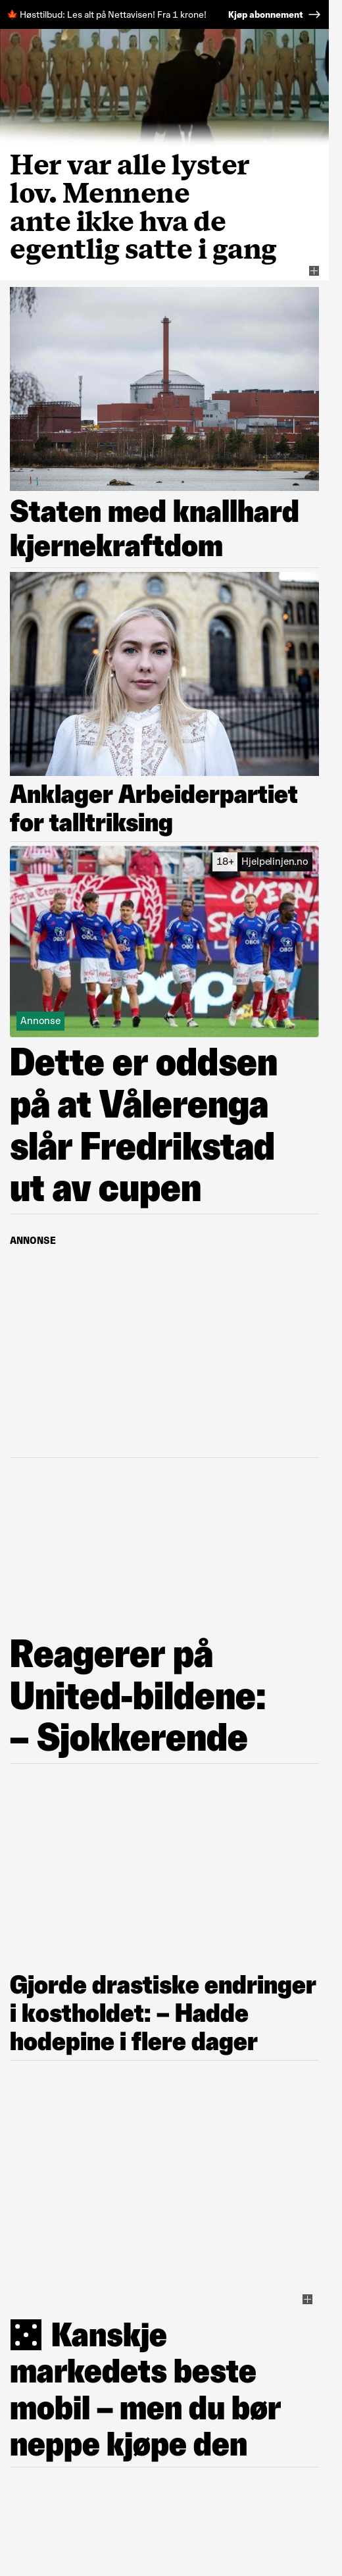 Høsttilbud: Les alt på Nettavisen! Fra 1 krone! Kjøp abonnement
Her var alle lyster
lov. Mennene
ante ikke hva de
egentlig satte i gang
Staten med knallhard
kjernekraftdom
Anklager Arbeiderpartiet
for talltriksing
18+ Hjelpelinjen.no
OBOS
coop
Annonse
Dette er oddsen
på at Vålerenga
slår Fredrikstad
ut av cupen
ANNONSE
Reagerer på
United-bildene:
– Sjokkerende
Gjorde drastiske endringer
i kostholdet: – Hadde
hodepine i flere dager
Kanskje
markedets beste
mobil – men du bør
neppe kjøpe den